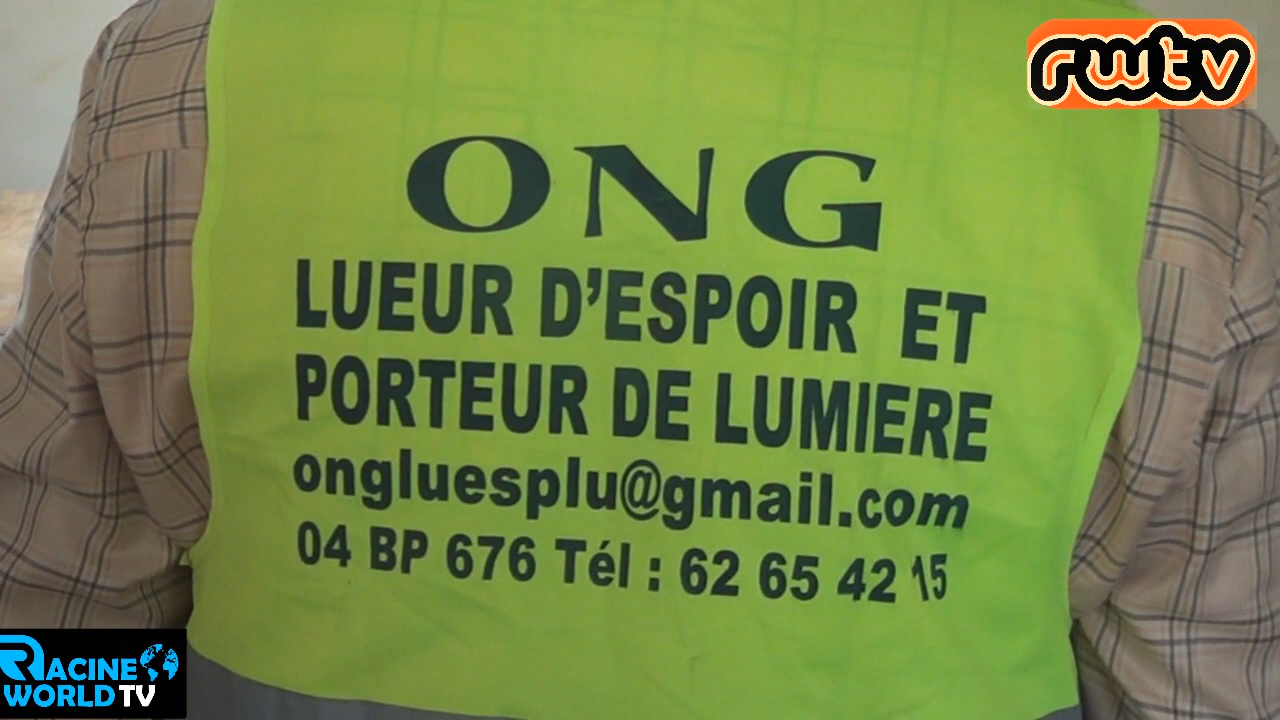 rwtv
ONG
LUEUR D'ESPOIR ET
PORTEUR DE LUMIERE
ongluesplu@gmail.com
04 BP 676 Tél : 62 65 42 15
RACINE
WORLD TV